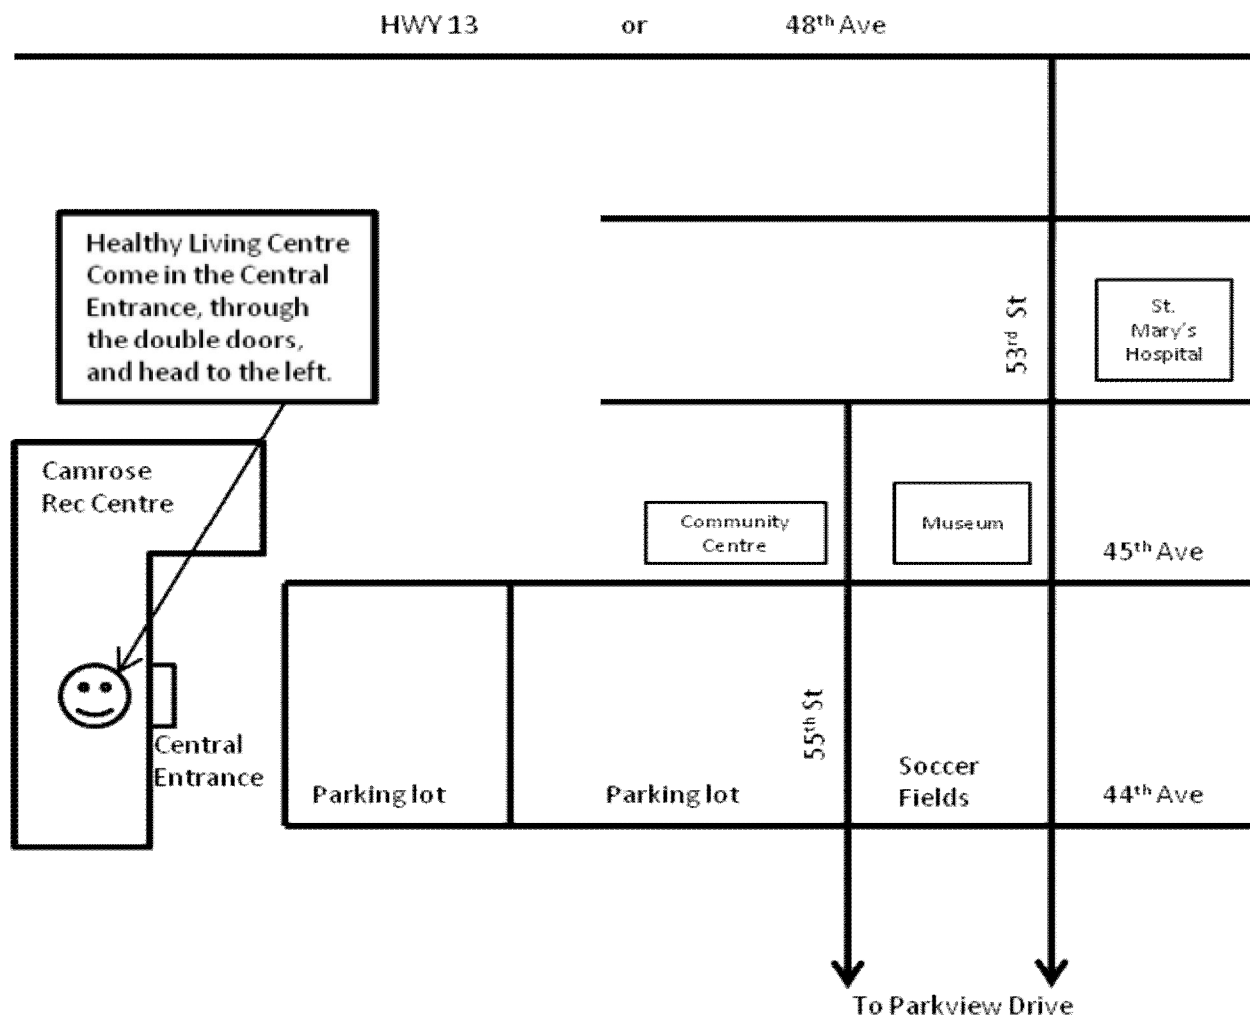 HWY 13 or 48th Ave
Healthy Living Centre
Come in the Central
Entrance, through
the double doors,
and head to the left.
53rd St
St.
Mary's
Hospital
Camrose
Rec Centre
Community
Centre
Museum
45th Ave
55th St
Central
Entrance
Parking lot
Parking lot
Soccer
Fields
44th Ave
To Parkview Drive